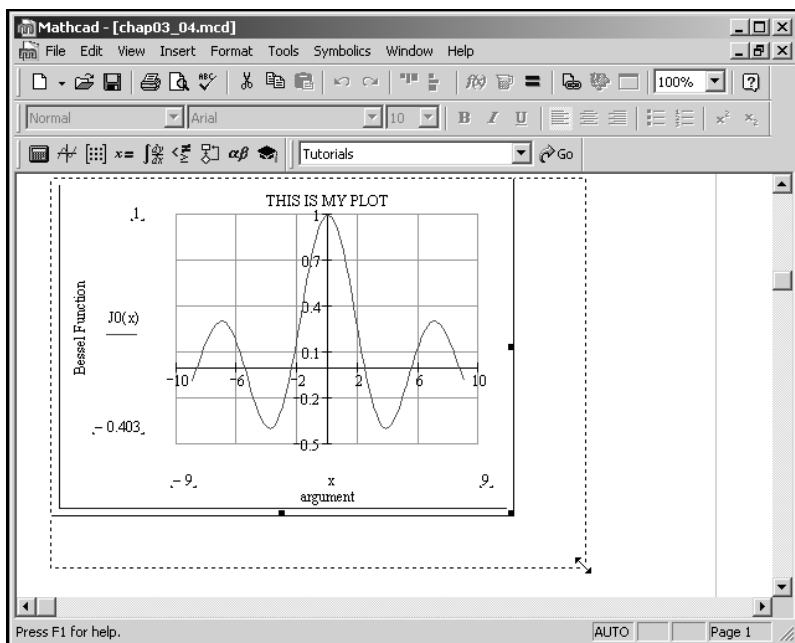 Mathcad - [chap03_04.mcd]
File Edit View Insert Format Tools Symbolics Window Help
100%
Normal Arial 10 B I U
Tutorials Go
THIS IS MY PLOT
1
1
0.7
0.4
0.1
Bessel Function
J0(x)
-10 -6 -2 2 6 10
-0.2
-0.403
-0.5
-9 x 9
argument
Press F1 for help. AUTO Page 1